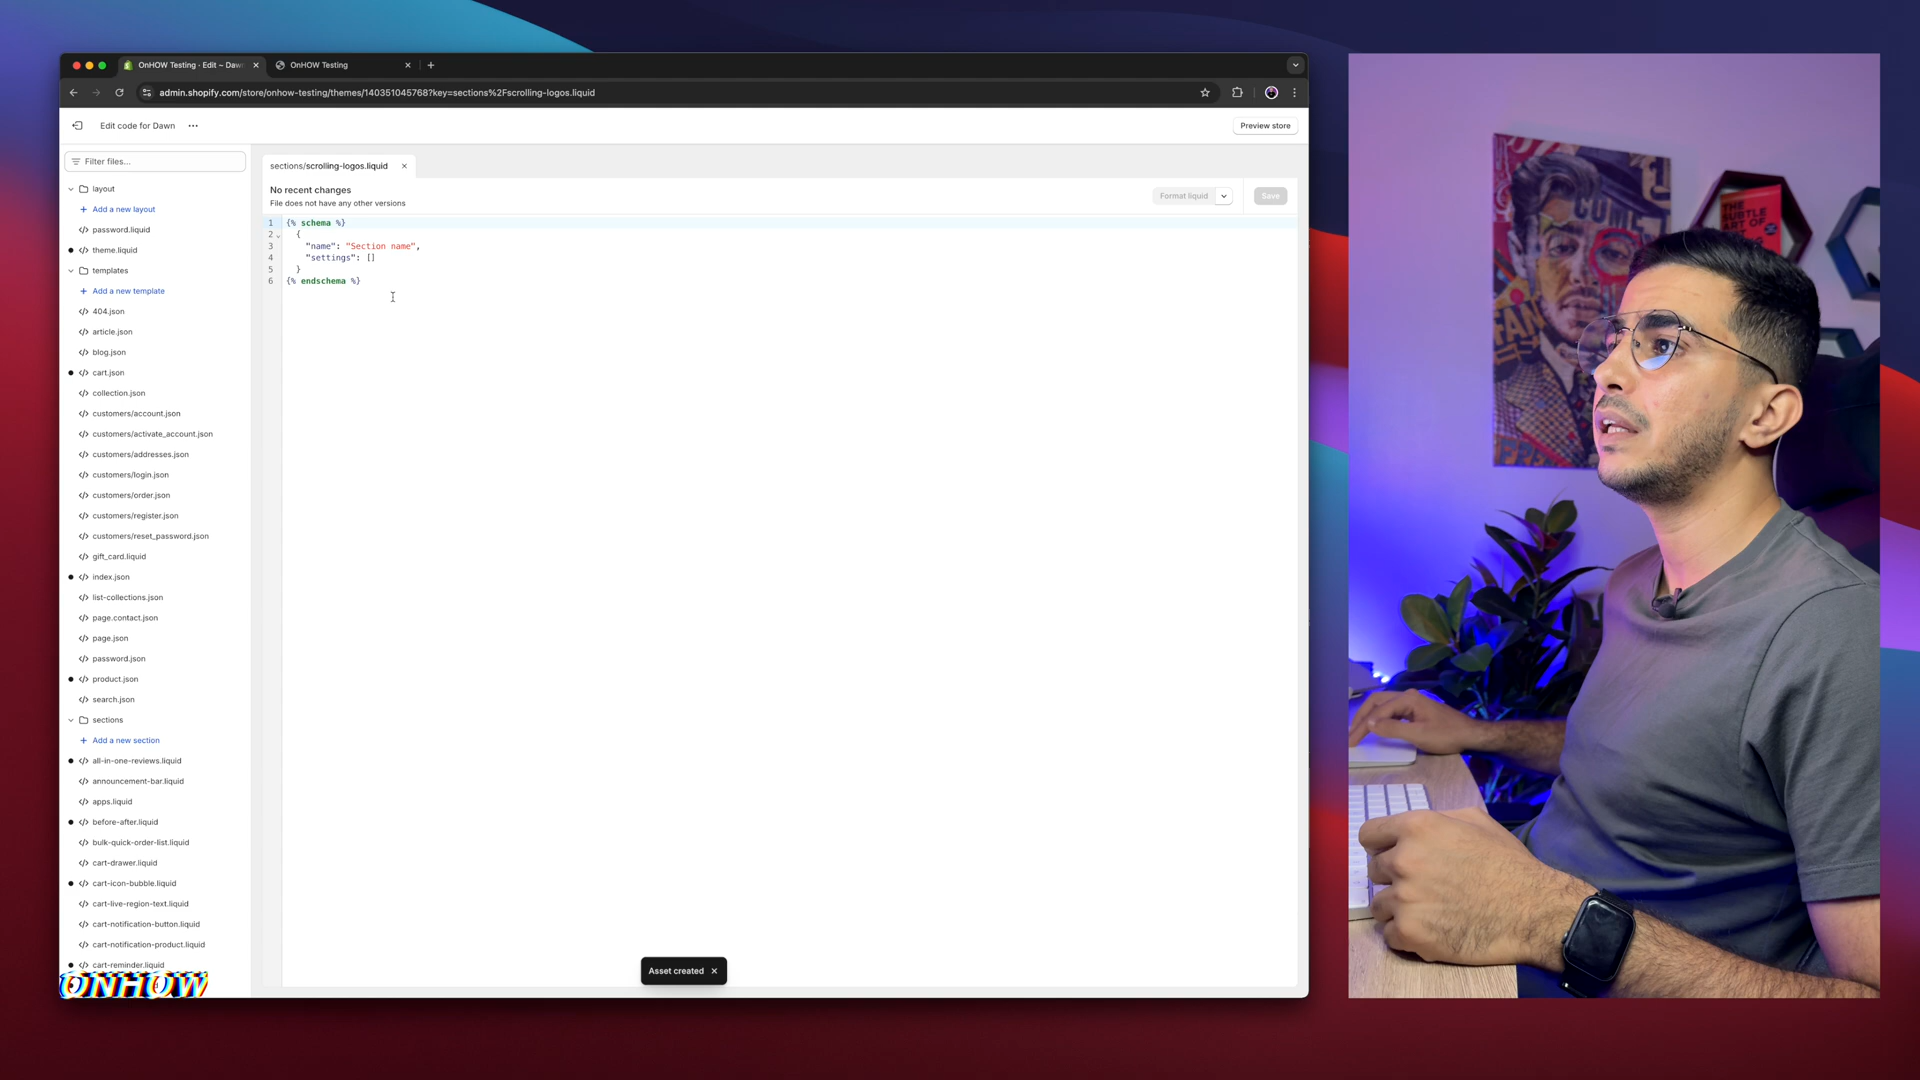 OnHOW Testing · Edit ~ Daw
OnHOW Testing
admin.shopify.com/store/onhow-testing/themes/140351045768?key=sections%2Fscrolling-logos.liquid
Edit code for Dawn
Preview store
Filter files...
layout
Add a new layout
password.liquid
theme.liquid
templates
Add a new template
404.json
article.json
blog.json
cart.json
collection.json
customers/account.json
customers/activate_account.json
customers/addresses.json
customers/login.json
customers/order.json
customers/register.json
customers/reset_password.json
gift_card.liquid
index.json
list-collections.json
page.contact.json
page.json
password.json
product.json
search.json
sections
Add a new section
all-in-one-reviews.liquid
announcement-bar.liquid
apps.liquid
before-after.liquid
bulk-quick-order-list.liquid
cart-drawer.liquid
cart-icon-bubble.liquid
cart-live-region-text.liquid
cart-notification-button.liquid
cart-notification-product.liquid
cart-reminder.liquid
ONHOW
sections/scrolling-logos.liquid
No recent changes
File does not have any other versions
Format liquid
Save
1 {% schema %}
2 {
3 "name": "Section name",
4 "settings": []
5 }
6 {% endschema %}
Asset created
THE
SUBTLE
ART OF
COME
FAN